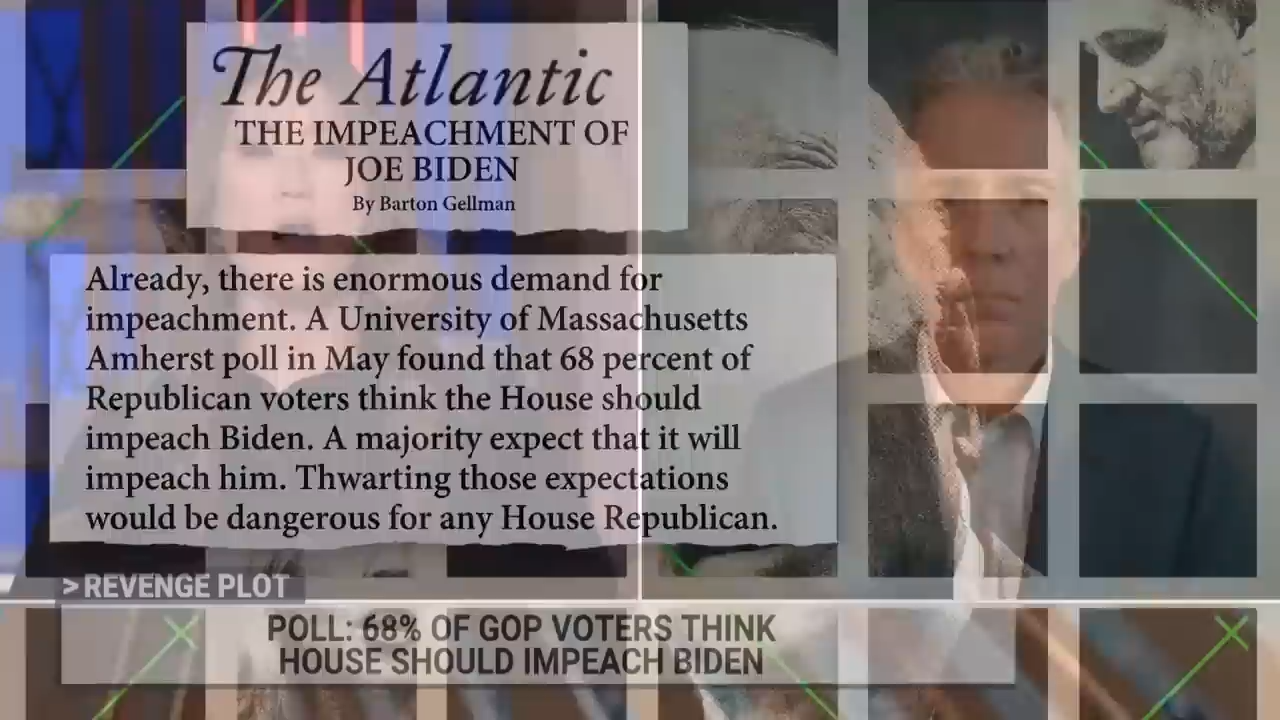 The Atlantic
THE IMPEACHMENT OF
JOE BIDEN
By Barton Gellman
Already, there is enormous demand for
impeachment. A University of Massachusetts
Amherst poll in May found that 68 percent of
Republican voters think the House should
impeach Biden. A majority expect that it will
impeach him. Thwarting those expectations
would be dangerous for any House Republican.
> REVENGE PLOT
POLL: 68% OF GOP VOTERS THINK
HOUSE SHOULD IMPEACH BIDEN